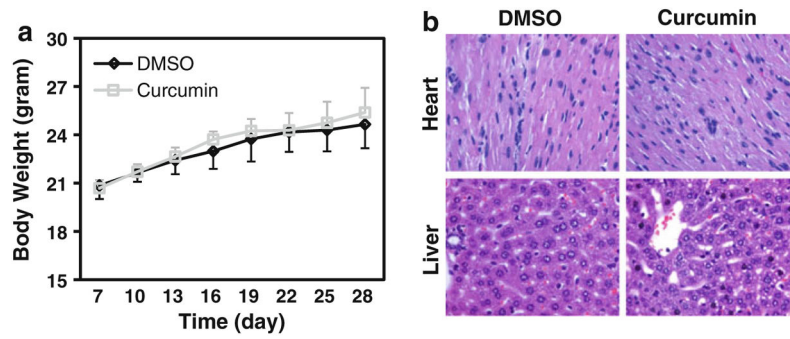 a
30
27
24
21
18
15
Body Weight (gram)
DMSO
Curcumin
7 10 13 16 19 22 25 28
Time (day)
b
DMSO Curcumin
Heart
Liver